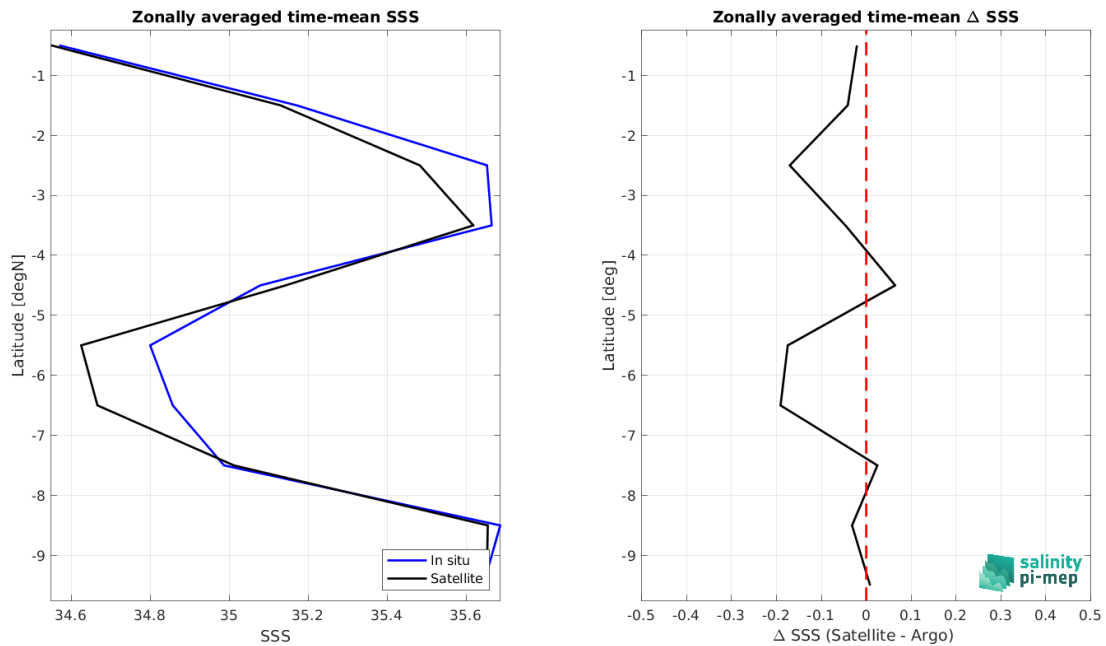 Zonally averaged time-mean SSS
-1
-2
-3
-4
-5
-6
-7
-8
-9
Latitude [degN]
34.6 34.8 35 35.2 35.4 35.6
SSS
In situ
Satellite
Zonally averaged time-mean Δ SSS
-1
-2
-3
-4
-5
-6
-7
-8
-9
Latitude [deg]
-0.5 -0.4 -0.3 -0.2 -0.1 0 0.1 0.2 0.3 0.4 0.5
Δ SSS (Satellite - Argo)
salinity
pi-mep